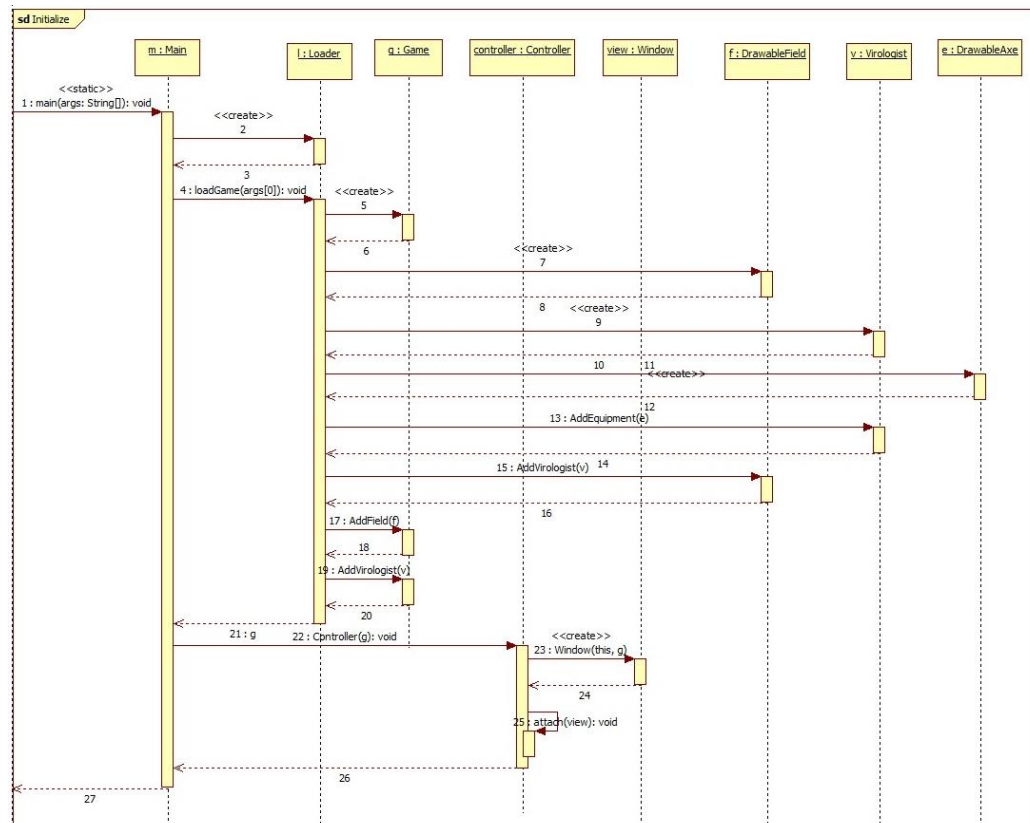 sd Initialize
m : Main
l : Loader
g : Game
controller : Controller
view : Window
f : DrawableField
v : Virologist
e : DrawableAxe
<<static>>
1 : main(args: String[]): void
<<create>>
2
3
4 : loadGame(args[0]): void
<<create>>
5
6
<<create>>
7
8
<<create>>
9
10
11
<<create>>
12
13 : AddEquipment(e)
14
15 : AddVirologist(v)
16
17 : AddField(f)
18
19 : AddVirologist(v)
20
21 : g
22 : Controller(g): void
<<create>>
23 : Window(this, g)
24
25 : attach(view): void
26
27